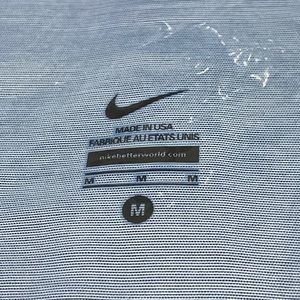 MADE IN USA
FABRIQUE AU ETATS UNIS
nikebetterworld.com
M M M
M